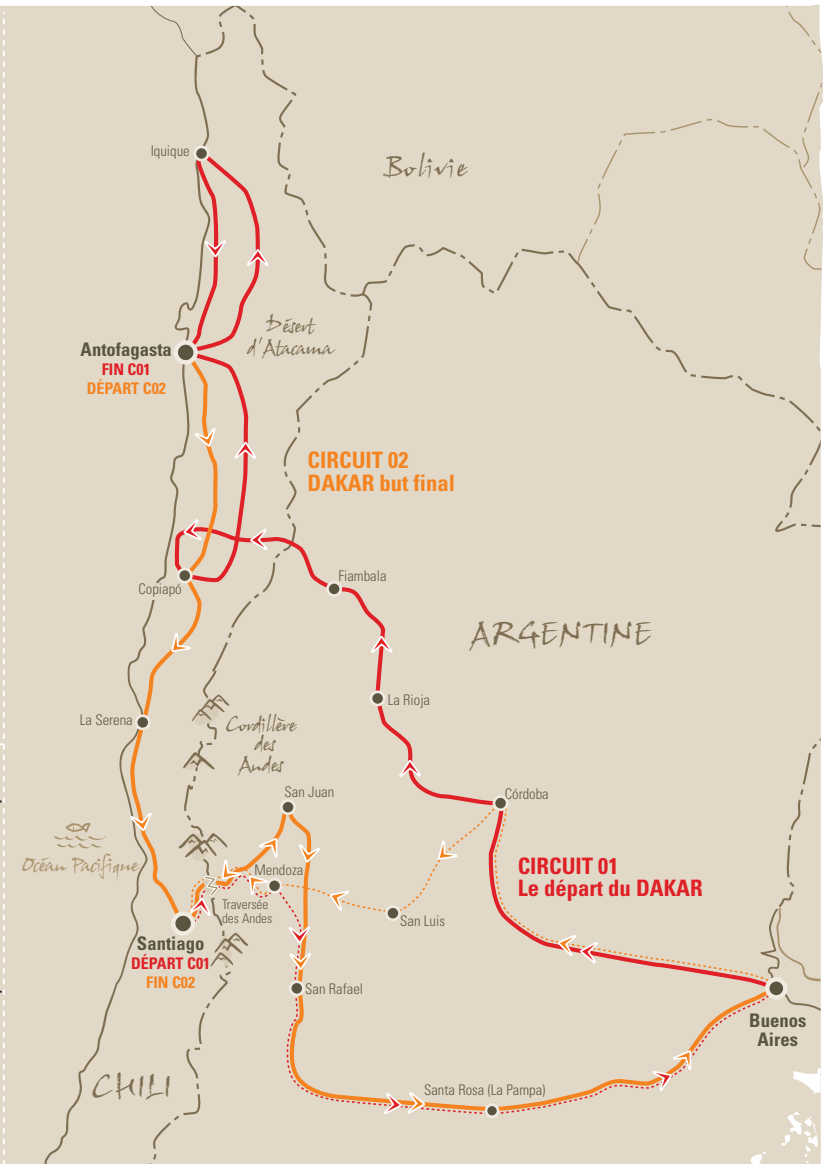 Iquique
Bolivie
Désert
d'Atacama
Antofagasta
FIN C01
DÉPART C02
CIRCUIT 02
DAKAR but final
Fiambala
Copiapó
ARGENTINE
La Rioja
La Serena
Cordillère
des
Andes
San Juan
Córdoba
Océan Pacifique
CIRCUIT 01
Le départ du DAKAR
Mendoza
Traversée
des Andes
San Luis
Santiago
DÉPART C01
FIN C02
San Rafael
Buenos
Aires
CHILI
Santa Rosa (La Pampa)